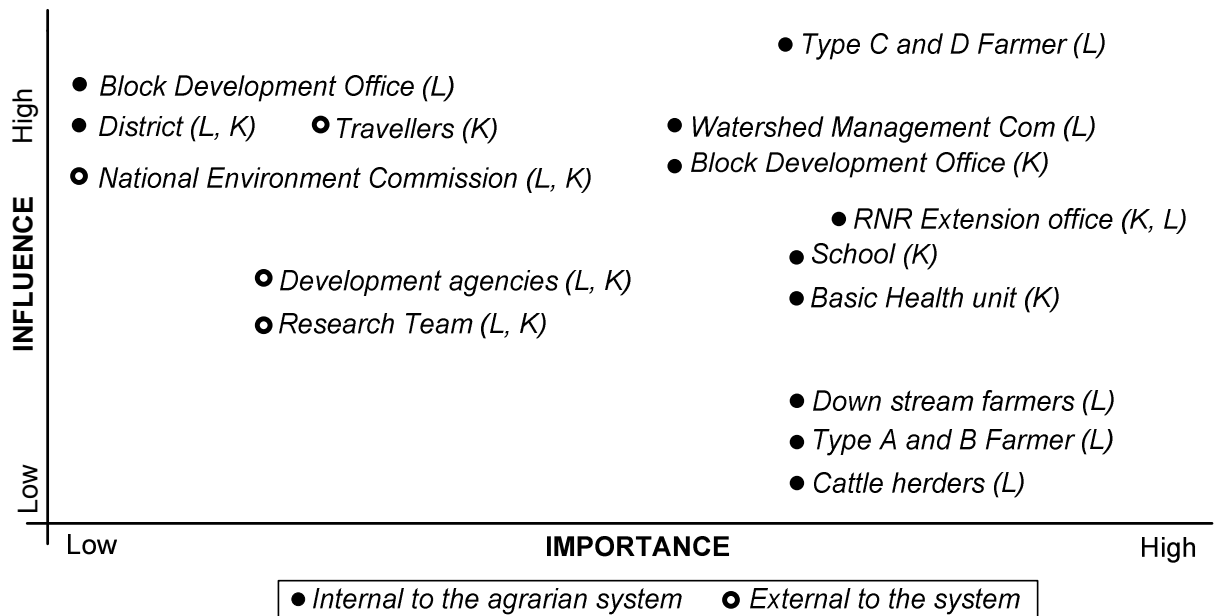 Type C and D Farmer (L)
Block Development Office (L)
District (L, K)
Travellers (K)
Watershed Management Com (L)
Block Development Office (K)
National Environment Commission (L, K)
RNR Extension office (K, L)
School (K)
Development agencies (L, K)
Basic Health unit (K)
Research Team (L, K)
Down stream farmers (L)
Type A and B Farmer (L)
Cattle herders (L)
High
INFLUENCE
Low
Low
IMPORTANCE
High
Internal to the agrarian system
External to the system